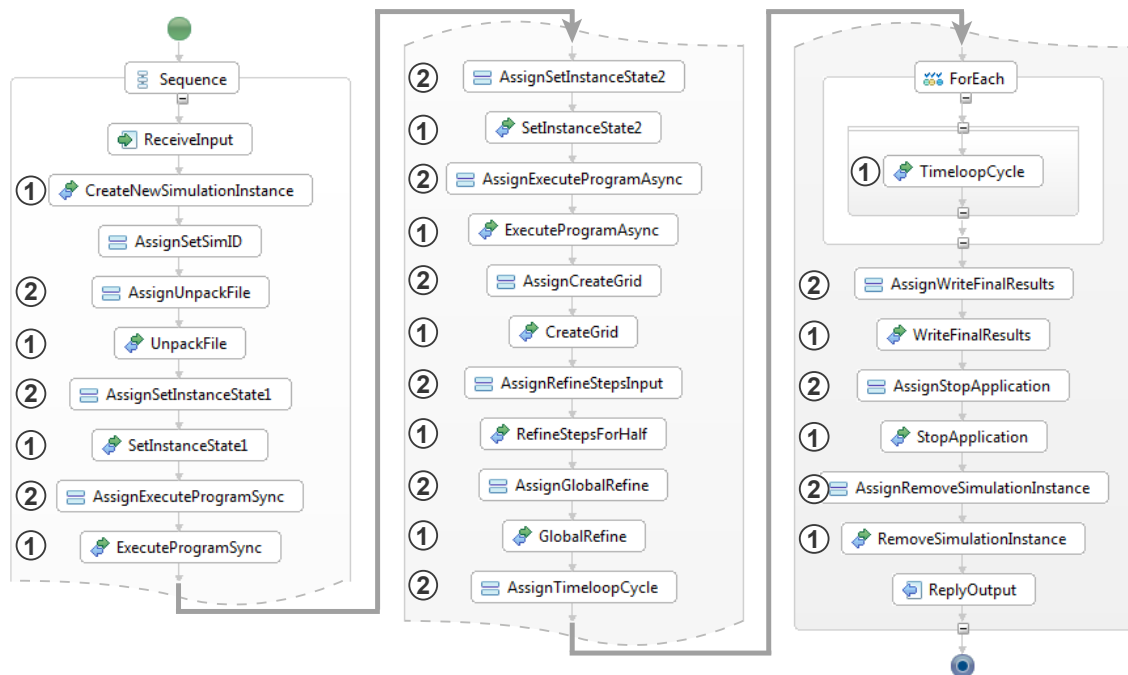 Sequence
ReceiveInput
1 CreateNewSimulationInstance
AssignSetSimID
2 AssignUnpackFile
1 UnpackFile
2 AssignSetInstanceState1
1 SetInstanceState1
2 AssignExecuteProgramSync
1 ExecuteProgramSync
2 AssignSetInstanceState2
1 SetInstanceState2
2 AssignExecuteProgramAsync
1 ExecuteProgramAsync
2 AssignCreateGrid
1 CreateGrid
2 AssignRefineStepsInput
1 RefineStepsForHalf
2 AssignGlobalRefine
1 GlobalRefine
2 AssignTimeloopCycle
ForEach
1 TimeloopCycle
2 AssignWriteFinalResults
1 WriteFinalResults
2 AssignStopApplication
1 StopApplication
2 AssignRemoveSimulationInstance
1 RemoveSimulationInstance
ReplyOutput